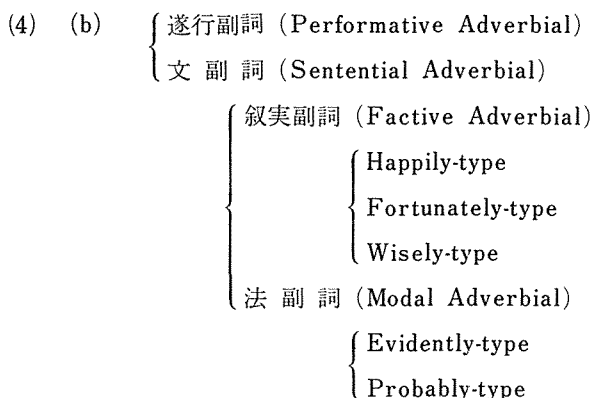 (4) (b) 遂行副詞 (Performative Adverbial)
文 副 詞 (Sentential Adverbial)
叙実副詞 (Factive Adverbial)
Happily-type
Fortunately-type
Wisely-type
法 副 詞 (Modal Adverbial)
Evidently-type
Probably-type